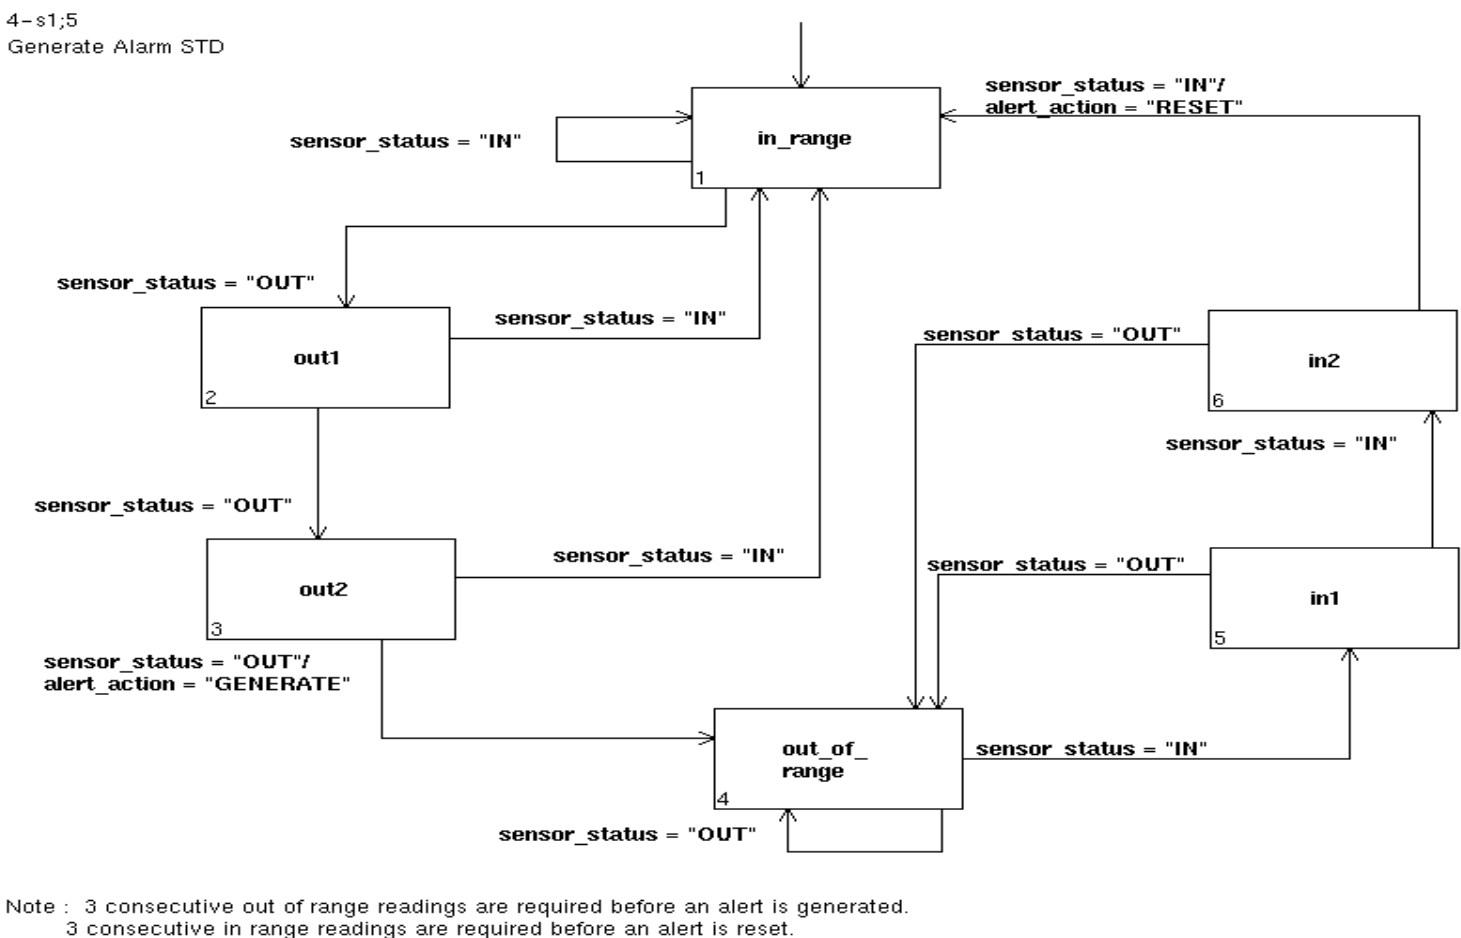 4-s1;5
Generate Alarm STD
sensor_status = "IN"/
alert_action = "RESET"
sensor_status = "IN"
in_range
1
sensor_status = "OUT"
sensor_status = "IN"
out1
2
sensor_status = "OUT"
in2
6
sensor_status = "IN"
sensor_status = "OUT"
sensor_status = "IN"
out2
3
sensor_status = "OUT"
in1
5
sensor_status = "OUT"/
alert_action = "GENERATE"
out_of_
range
4
sensor_status = "IN"
sensor_status = "OUT"
Note : 3 consecutive out of range readings are required before an alert is generated.
3 consecutive in range readings are required before an alert is reset.